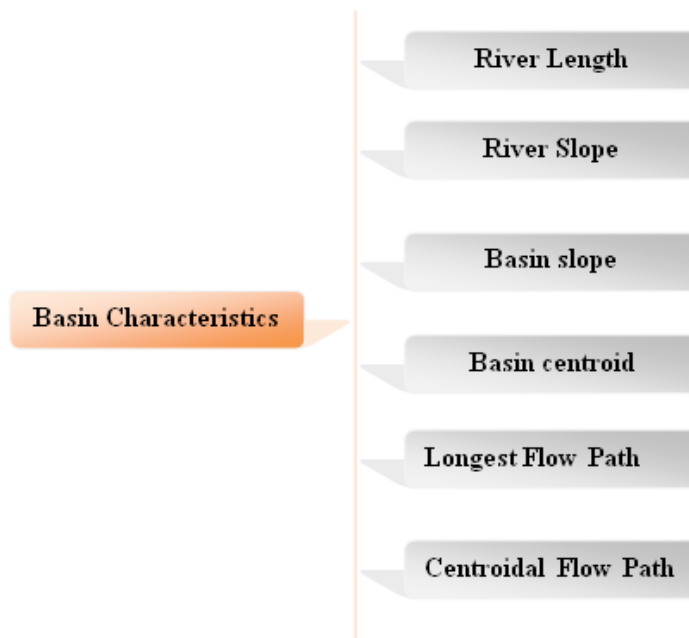 River Length
River Slope
Basin slope
Basin Characteristics
Basin centroid
Longest Flow Path
Centroidal Flow Path